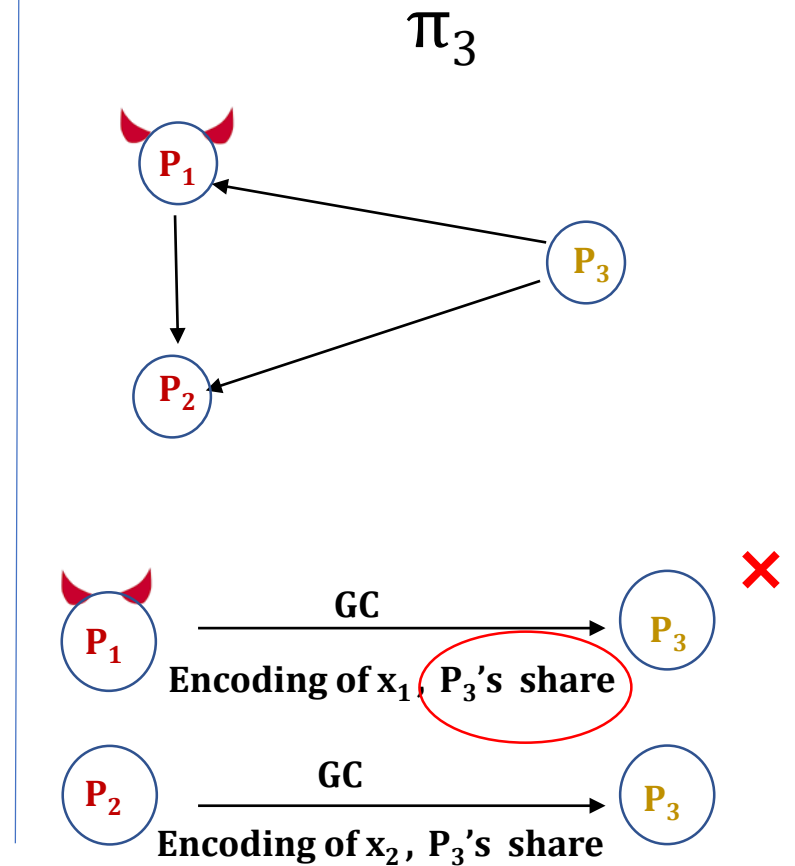 π₃
P₁
P₃
P₂
GC
P₁
P₃
Encoding of x₁, P₃'s share
GC
P₂
P₃
Encoding of x₂, P₃'s share